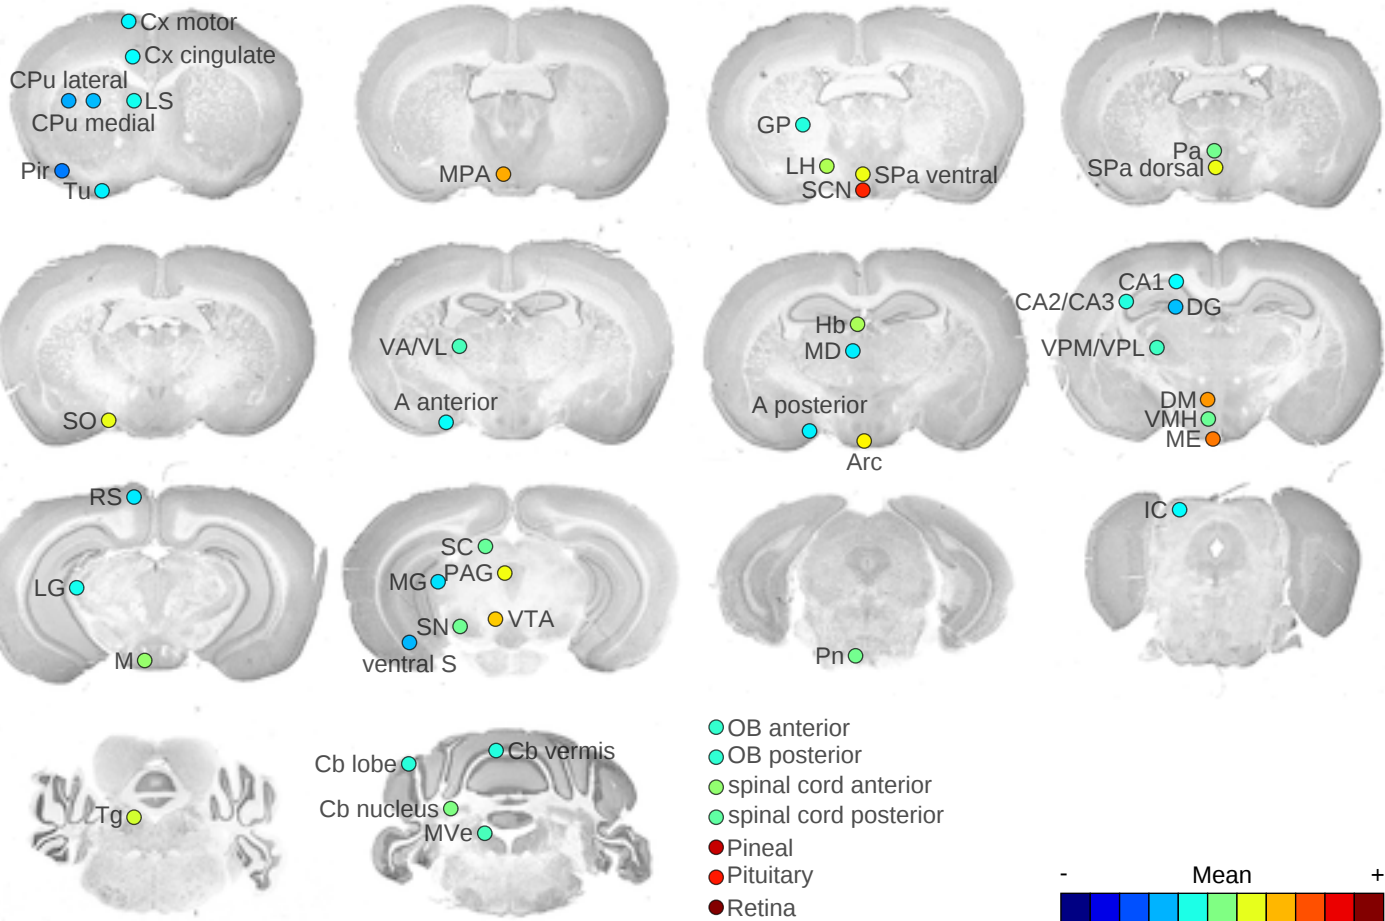 Cx motor
Cx cingulate
CPu lateral
LS
CPu medial
Pir
Tu
MPA
GP
LH
SPa ventral
SCN
Pa
SPa dorsal
SO
VA/VL
A anterior
Hb
MD
A posterior
Arc
CA1
CA2/CA3
DG
VPM/VPL
DM
VMH
ME
RS
LG
M
SC
MG
PAG
SN
VTA
ventral S
Pn
IC
Tg
Cb lobe
Cb vermis
Cb nucleus
MVe
OB anterior
OB posterior
spinal cord anterior
spinal cord posterior
Pineal
Pituitary
Retina
- Mean +